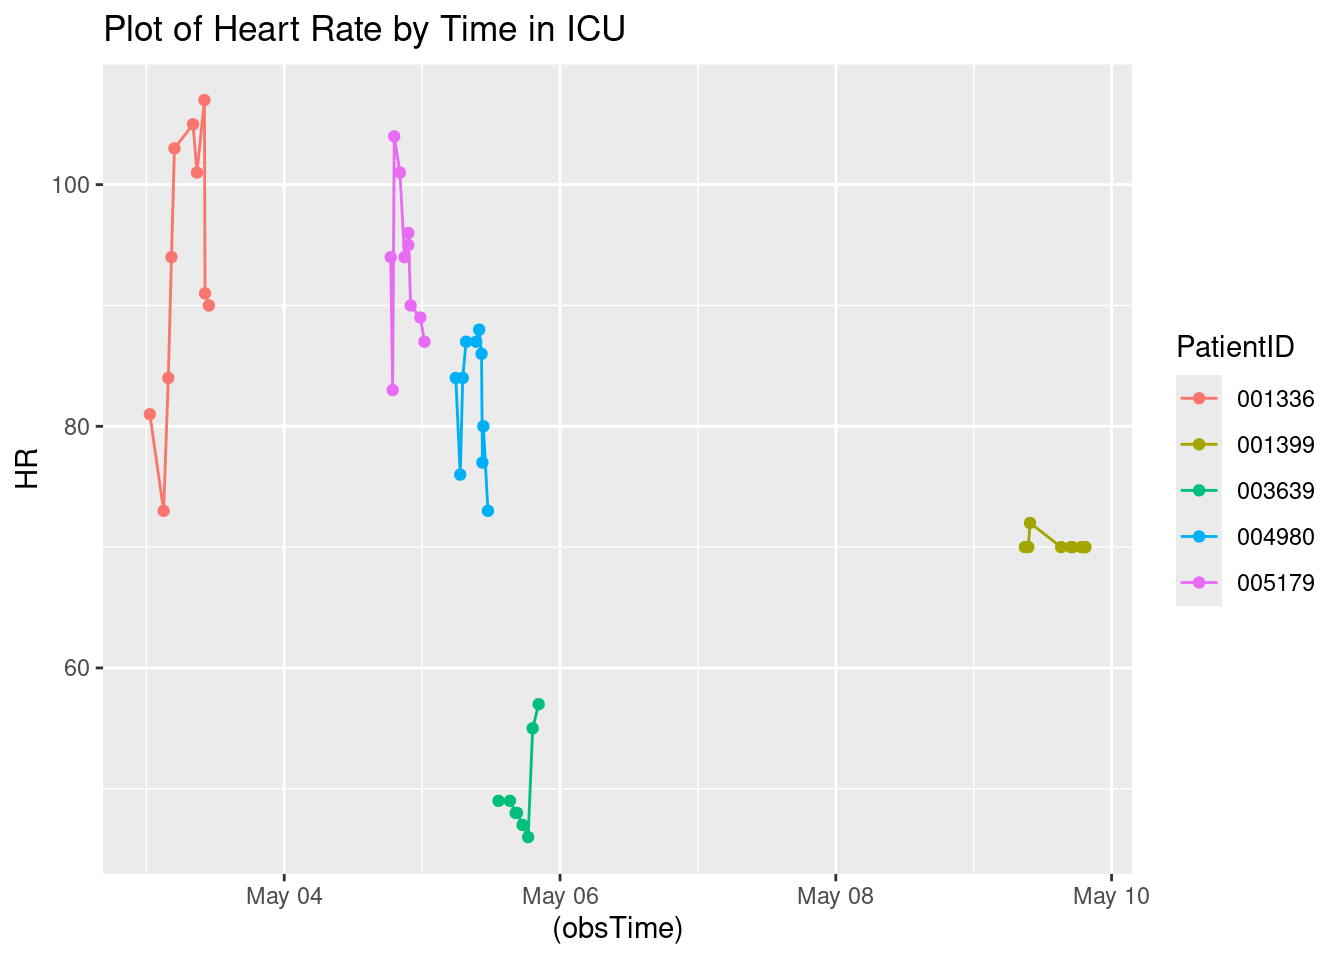 Plot of Heart Rate by Time in ICU
100
80
60
HR
May 04
May 06
May 08
May 10
(obsTime)
PatientID
001336
001399
003639
004980
005179